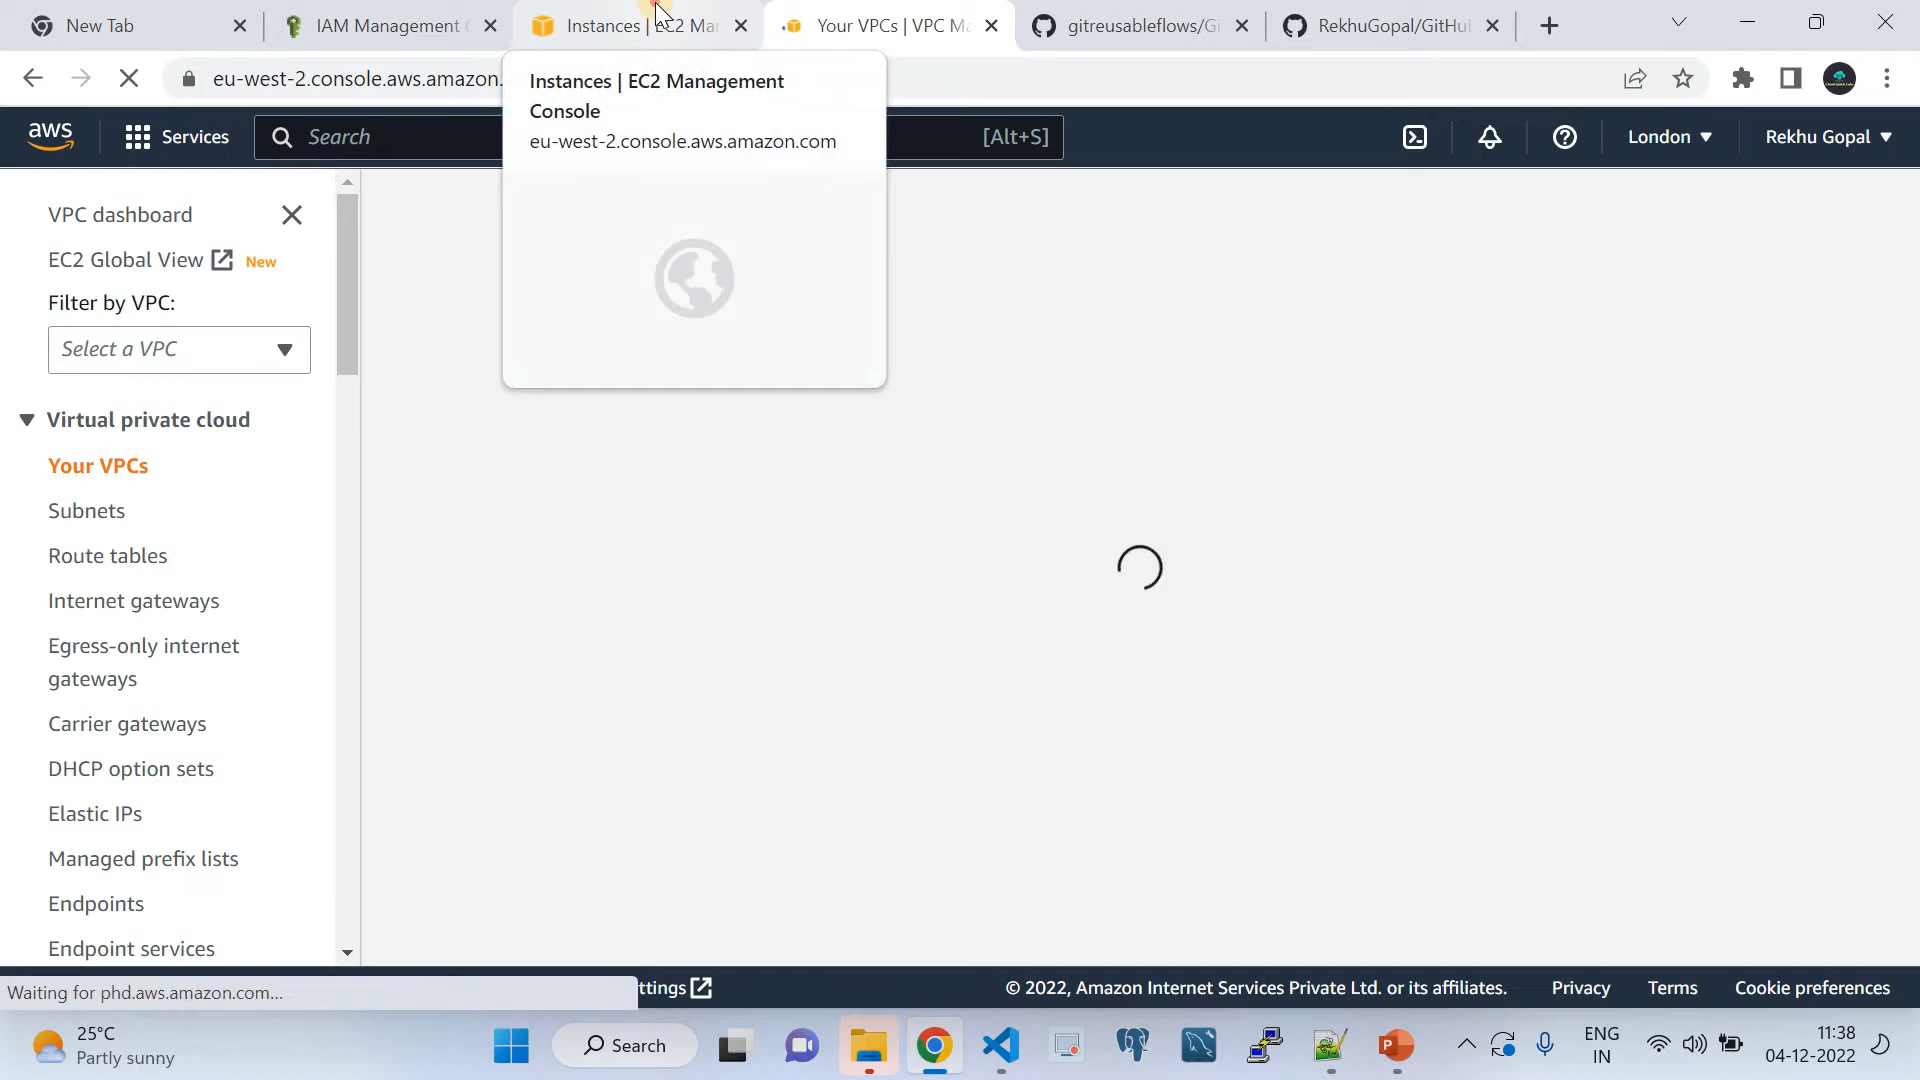 New Tab
IAM Management C
Instances | EC2 Mar
Your VPCs | VPC Ma
gitreusableflows/Gi
RekhuGopal/GitHul
eu-west-2.console.aws.amazon.
Instances | EC2 Management
Console
eu-west-2.console.aws.amazon.com
aws
Services
Search
[Alt+S]
London
Rekhu Gopal
VPC dashboard
EC2 Global View New
Filter by VPC:
Select a VPC
Virtual private cloud
Your VPCs
Subnets
Route tables
Internet gateways
Egress-only internet
gateways
Carrier gateways
DHCP option sets
Elastic IPs
Managed prefix lists
Endpoints
Endpoint services
Waiting for phd.aws.amazon.com...
ttings
© 2022, Amazon Internet Services Private Ltd. or its affiliates.
Privacy
Terms
Cookie preferences
25°C
Partly sunny
Search
ENG
IN
11:38
04-12-2022